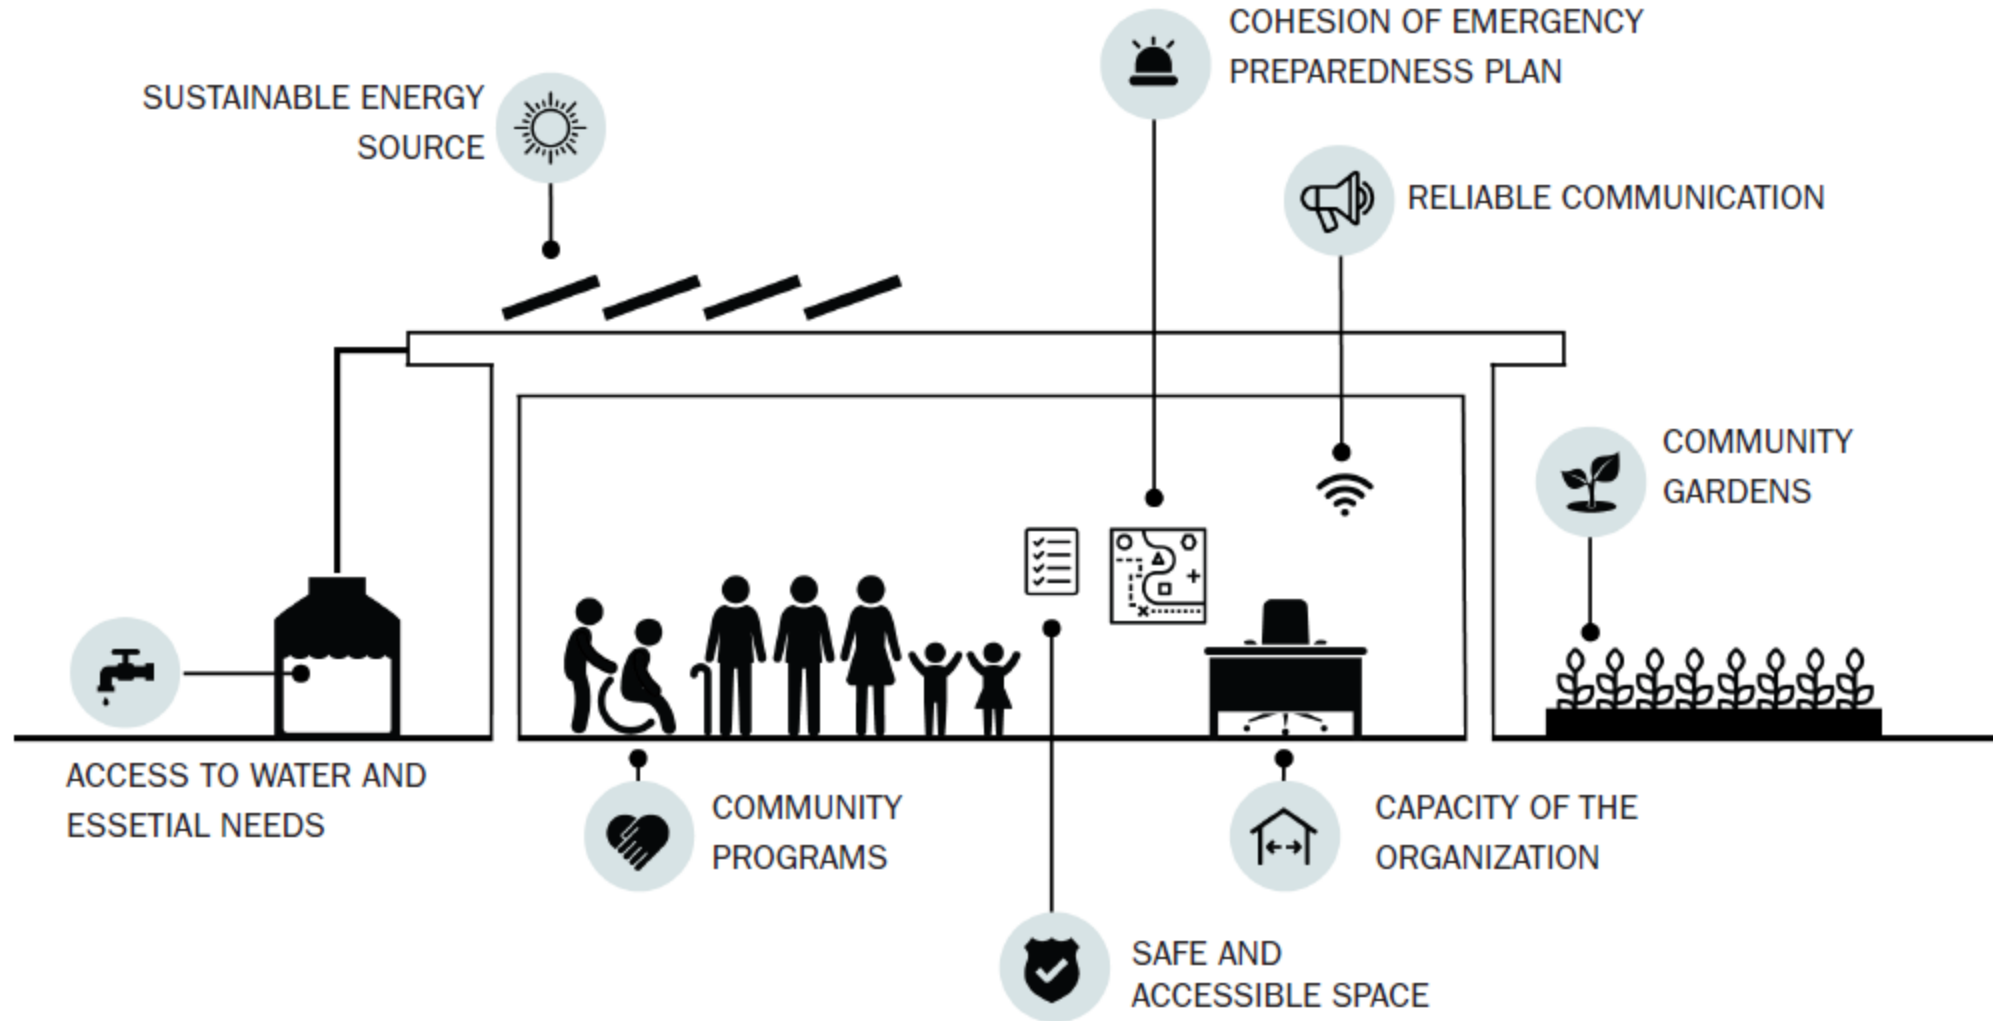 COHESION OF EMERGENCY
PREPAREDNESS PLAN
SUSTAINABLE ENERGY
SOURCE
RELIABLE COMMUNICATION
COMMUNITY
GARDENS
ACCESS TO WATER AND
ESSETIAL NEEDS
COMMUNITY
PROGRAMS
CAPACITY OF THE
ORGANIZATION
SAFE AND
ACCESSIBLE SPACE